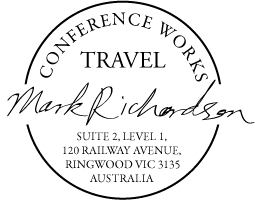 CONFERENCE WORKS
TRAVEL
Mark Richardson
SUITE 2, LEVEL 1,
120 RAILWAY AVENUE,
RINGWOOD VIC 3135
AUSTRALIA